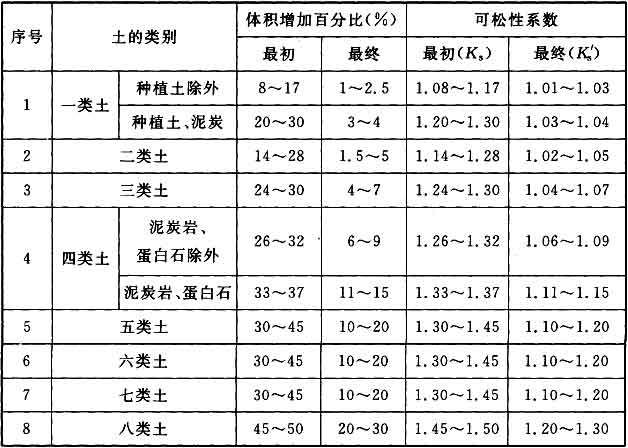 序号 土的类别 体积增加百分比(%) 可松性系数
最初 最终 最初(Ks) 最终(Ks′)
1 一类土 种植土除外 8~17 1~2.5 1.08~1.17 1.01~1.03
种植土、泥炭 20~30 3~4 1.20~1.30 1.03~1.04
2 二类土 14~28 1.5~5 1.14~1.28 1.02~1.05
3 三类土 24~30 4~7 1.24~1.30 1.04~1.07
4 四类土 泥炭岩、
蛋白石除外 26~32 6~9 1.26~1.32 1.06~1.09
泥炭岩、蛋白石 33~37 11~15 1.33~1.37 1.11~1.15
5 五类土 30~45 10~20 1.30~1.45 1.10~1.20
6 六类土 30~45 10~20 1.30~1.45 1.10~1.20
7 七类土 30~45 10~20 1.30~1.45 1.10~1.20
8 八类土 45~50 20~30 1.45~1.50 1.20~1.30